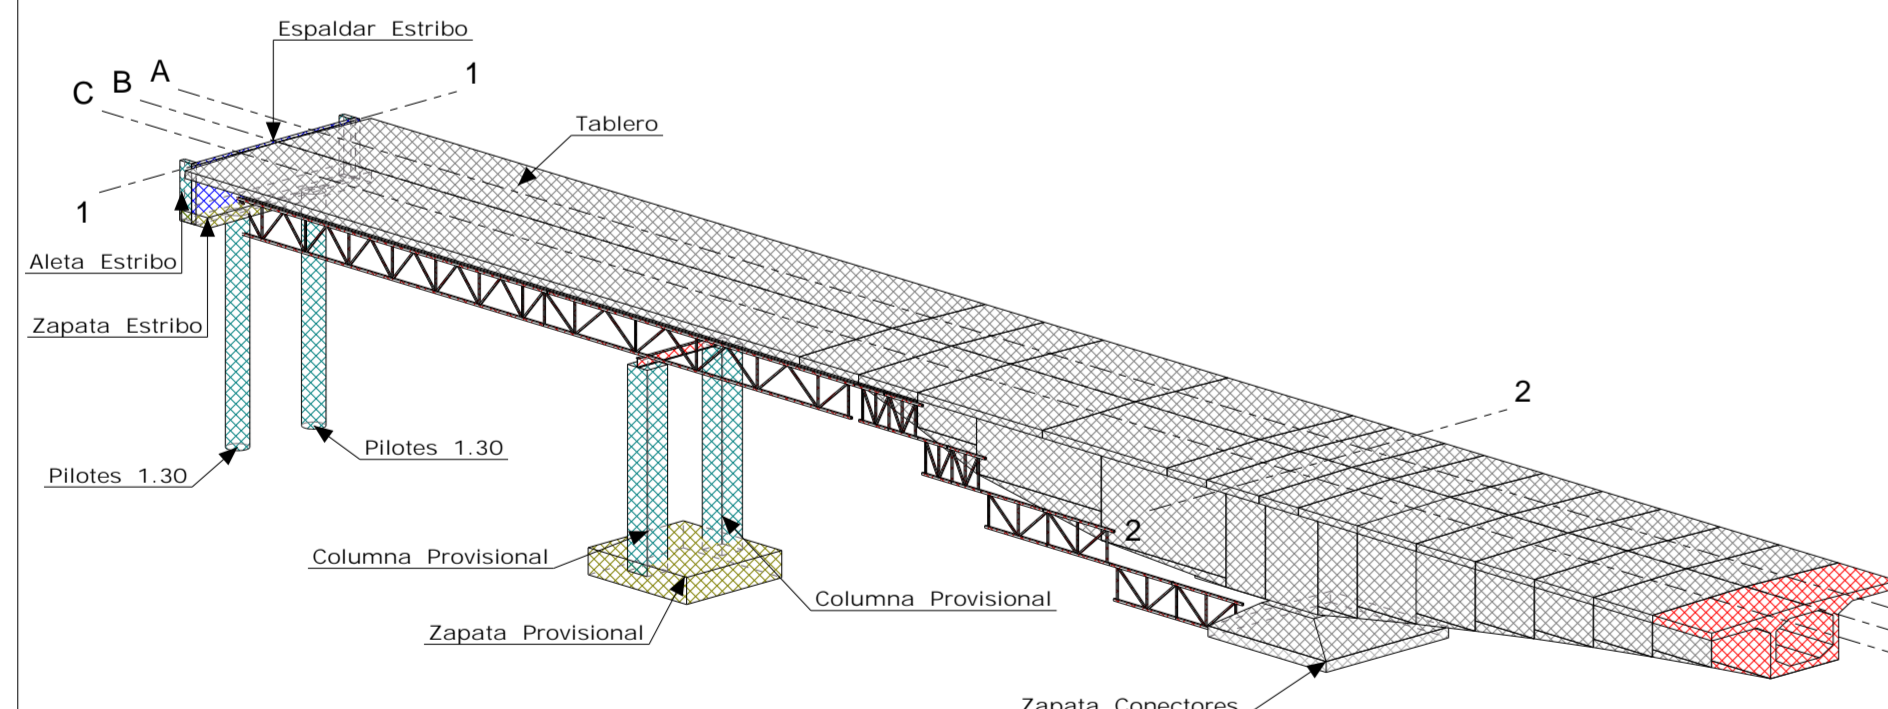 Espaldar Estribo
A
B
C
1
Tablero
1
Aleta Estribo
Zapata Estribo
2
Pilotes 1.30
Pilotes 1.30
2
Columna Provisional
Columna Provisional
Zapata Provisional
Zapata Conectores